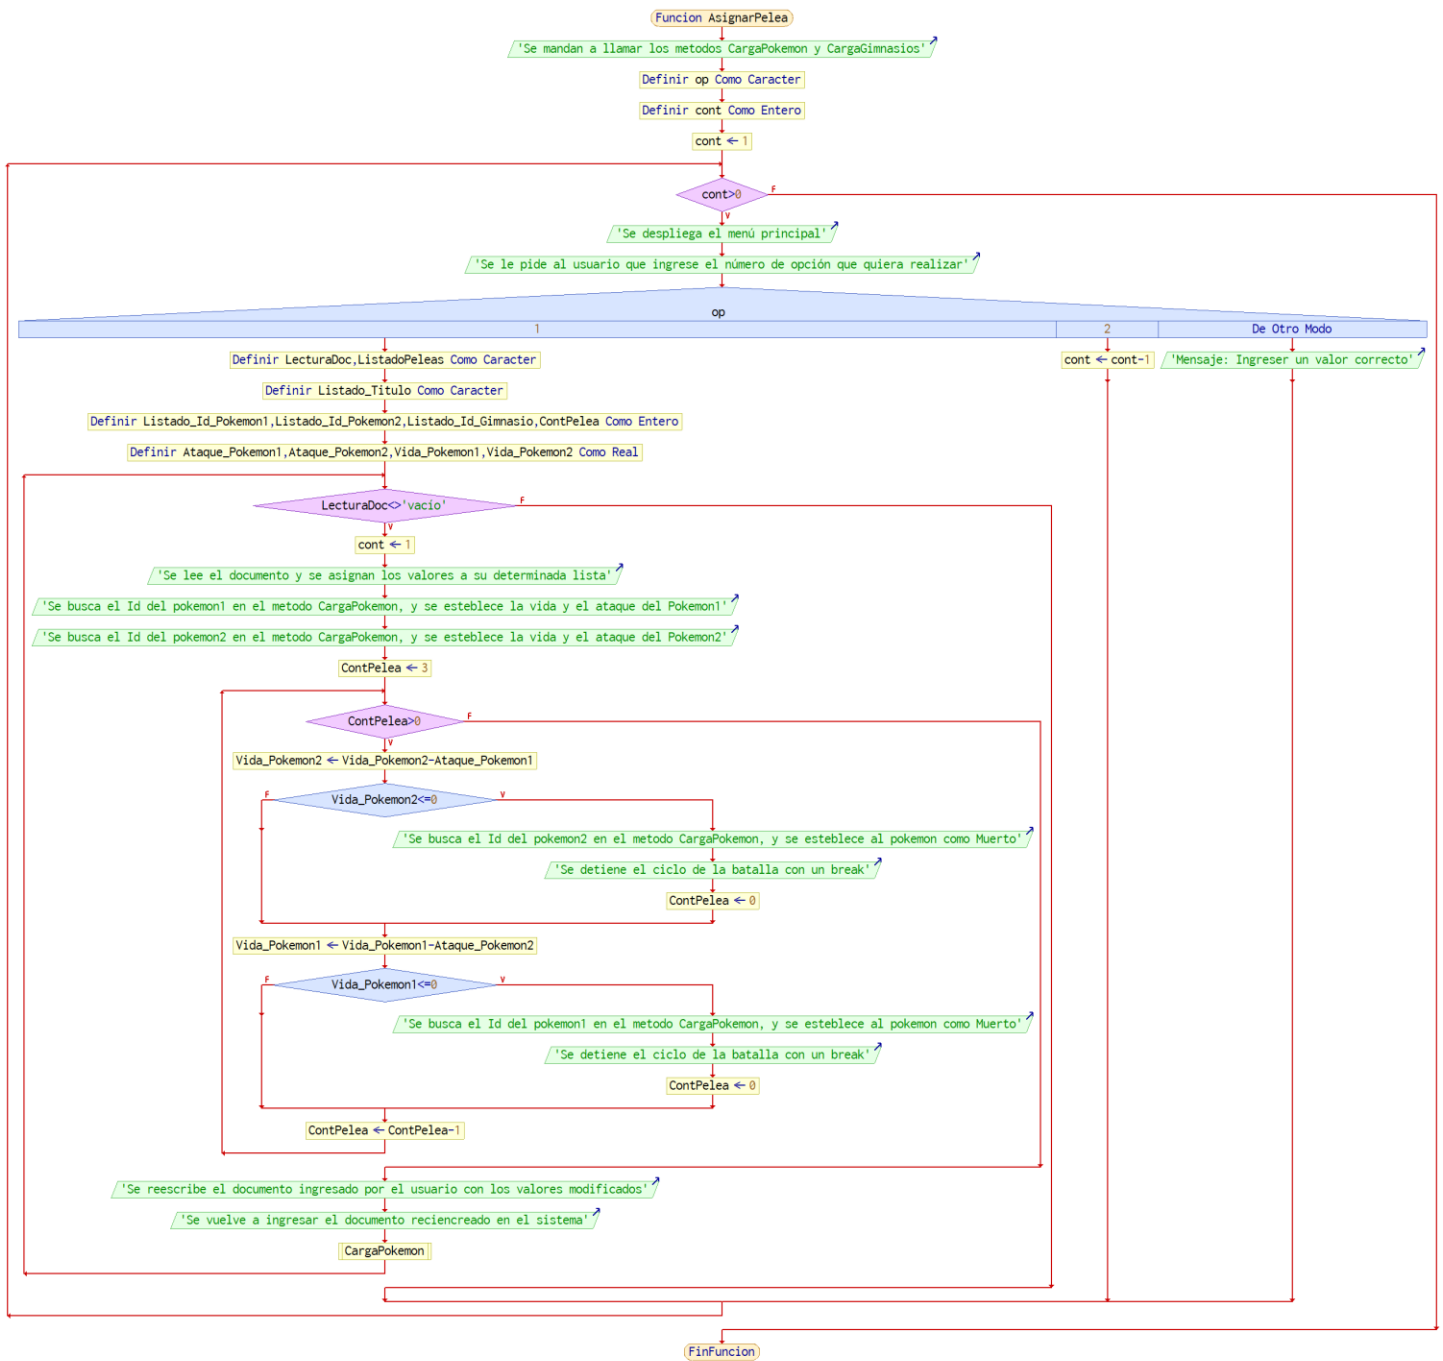 Funcion AsignarPelea
'Se mandan a llamar los metodos CargaPokemon y CargaGimnasios'
Definir op Como Caracter
Definir cont Como Entero
cont ← 1
cont>0
F
V
'Se despliega el menú principal'
'Se le pide al usuario que ingrese el número de opción que quiera realizar'
op
1
2
De Otro Modo
Definir LecturaDoc,ListadoPeleas Como Caracter
cont ← cont-1
'Mensaje: Ingreser un valor correcto'
Definir Listado_Titulo Como Caracter
Definir Listado_Id_Pokemon1,Listado_Id_Pokemon2,Listado_Id_Gimnasio,ContPelea Como Entero
Definir Ataque_Pokemon1,Ataque_Pokemon2,Vida_Pokemon1,Vida_Pokemon2 Como Real
LecturaDoc<>'vacio'
F
V
cont ← 1
'Se lee el documento y se asignan los valores a su determinada lista'
'Se busca el Id del pokemon1 en el metodo CargaPokemon, y se esteblece la vida y el ataque del Pokemon1'
'Se busca el Id del pokemon2 en el metodo CargaPokemon, y se esteblece la vida y el ataque del Pokemon2'
ContPelea ← 3
ContPelea>0
F
V
Vida_Pokemon2 ← Vida_Pokemon2-Ataque_Pokemon1
F
Vida_Pokemon2<=0
V
'Se busca el Id del pokemon2 en el metodo CargaPokemon, y se esteblece al pokemon como Muerto'
'Se detiene el ciclo de la batalla con un break'
ContPelea ← 0
Vida_Pokemon1 ← Vida_Pokemon1-Ataque_Pokemon2
F
Vida_Pokemon1<=0
V
'Se busca el Id del pokemon1 en el metodo CargaPokemon, y se esteblece al pokemon como Muerto'
'Se detiene el ciclo de la batalla con un break'
ContPelea ← 0
ContPelea ← ContPelea-1
'Se reescribe el documento ingresado por el usuario con los valores modificados'
'Se vuelve a ingresar el documento reciencreado en el sistema'
CargaPokemon
FinFuncion